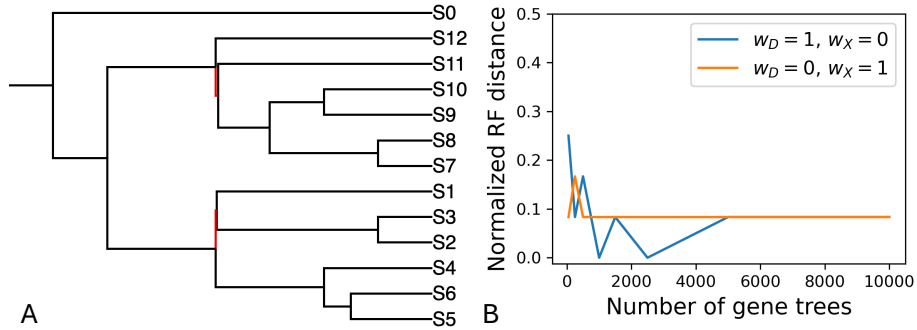 S0
S12
S11
S10
S9
S8
S7
S1
S3
S2
S4
S6
S5
A
Normalized RF distance
0.5
0.4
0.3
0.2
0.1
0.0
w_D = 1, w_X = 0
w_D = 0, w_X = 1
0 2000 4000 6000 8000 10000
Number of gene trees
B